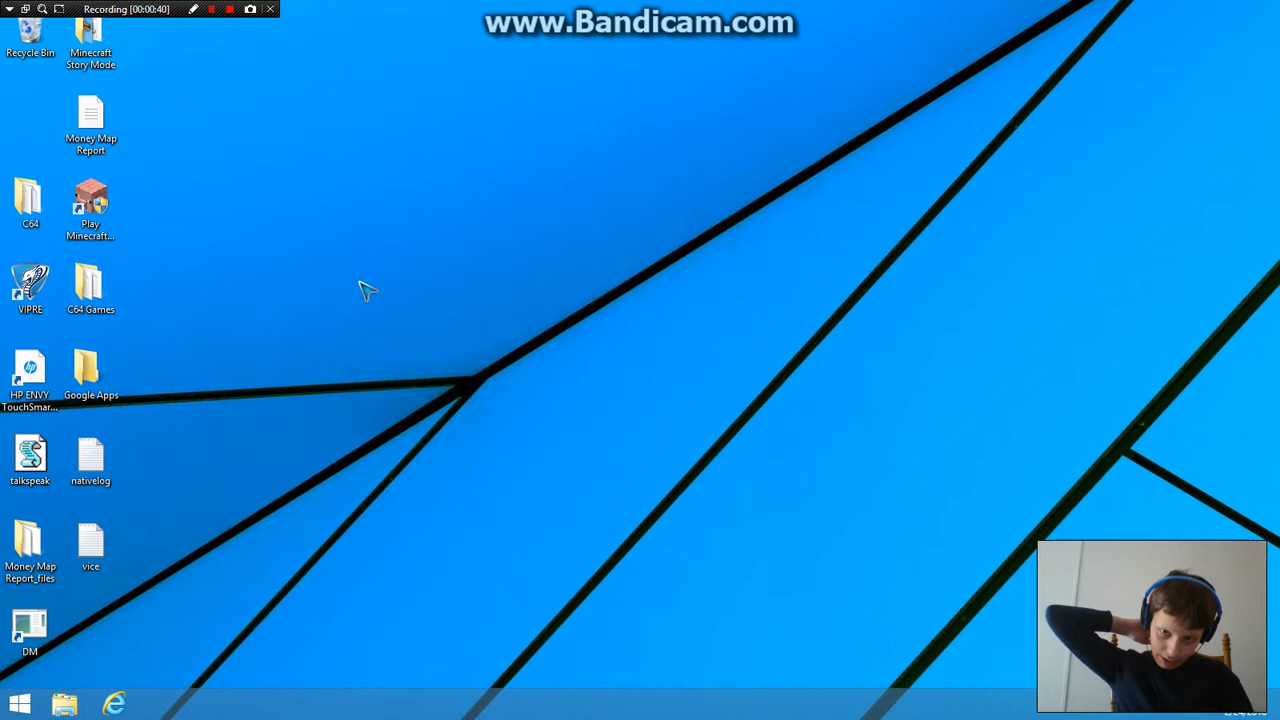 Recording [00:00:40]
www.Bandicam.com
Recycle Bin
Minecraft
Story Mode
Money Map
Report
C64
Play
Minecraft...
VIPRE
C64 Games
HP ENVY
TouchSmar...
Google Apps
talkspeak
nativelog
Money Map
Report_files
vice
DM